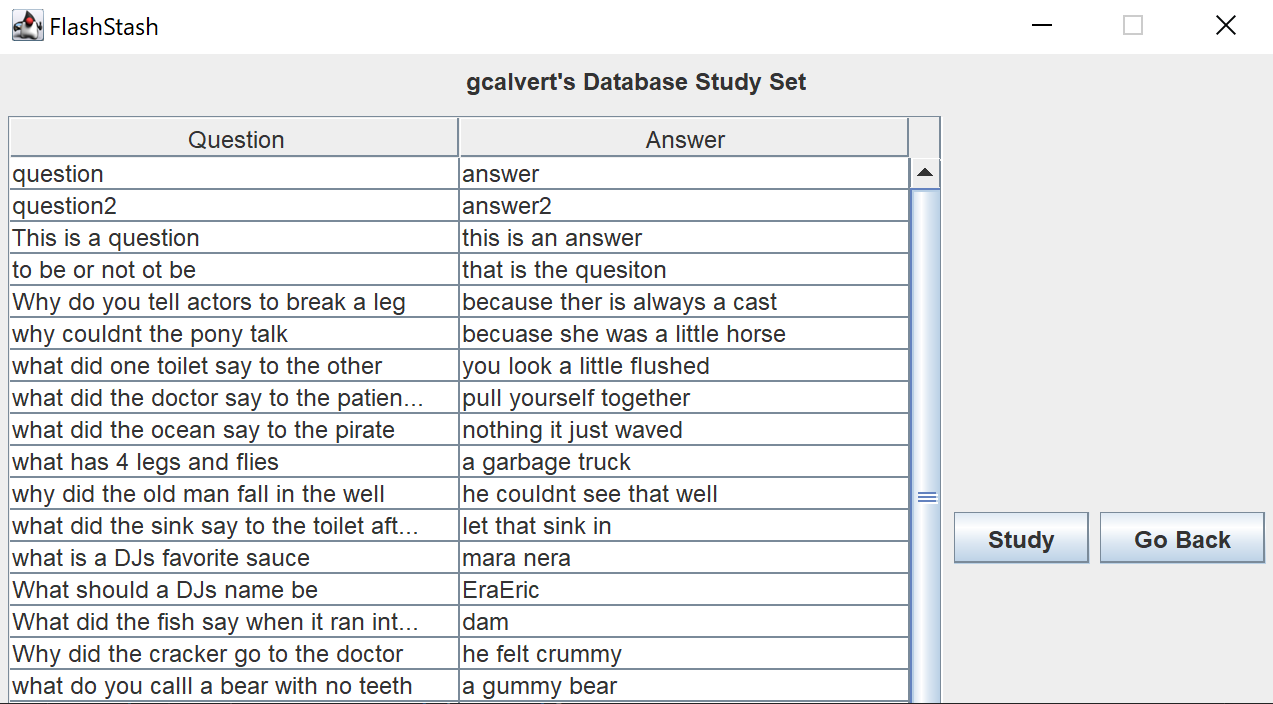 FlashStash
gcalvert's Database Study Set
Question Answer
question answer
question2 answer2
This is a question this is an answer
to be or not ot be that is the quesiton
Why do you tell actors to break a leg because ther is always a cast
why couldnt the pony talk becuase she was a little horse
what did one toilet say to the other you look a little flushed
what did the doctor say to the patien... pull yourself together
what did the ocean say to the pirate nothing it just waved
what has 4 legs and flies a garbage truck
why did the old man fall in the well he couldnt see that well
what did the sink say to the toilet aft... let that sink in
what is a DJs favorite sauce mara nera
What should a DJs name be EraEric
What did the fish say when it ran int... dam
Why did the cracker go to the doctor he felt crummy
what do you calll a bear with no teeth a gummy bear
Study Go Back